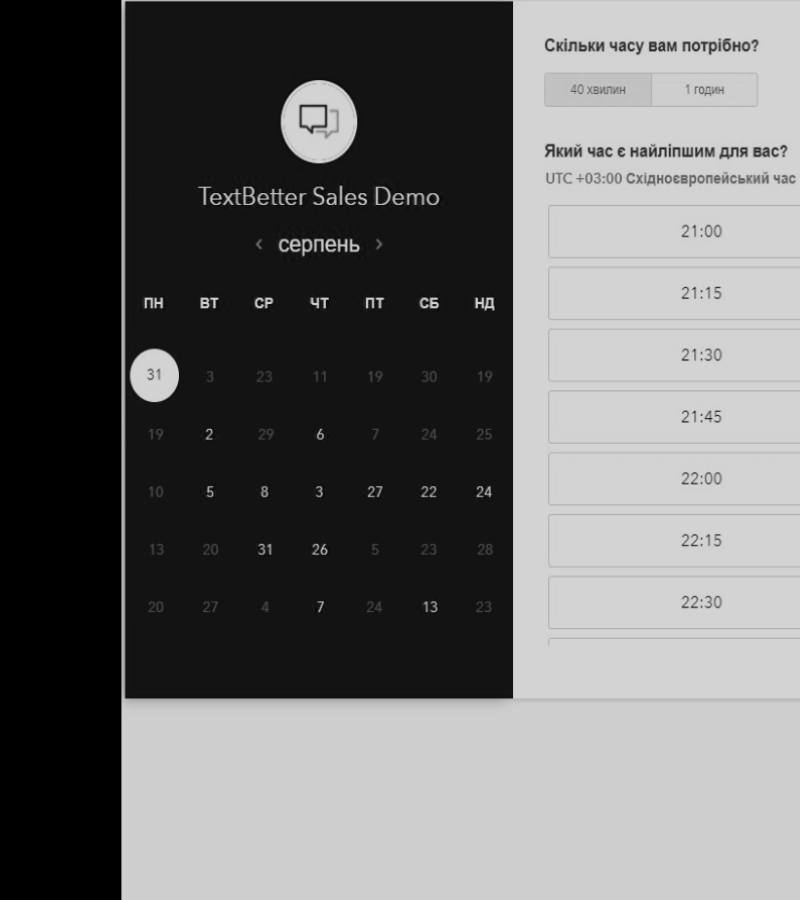 TextBetter Sales Demo
‹ серпень ›
ПН ВТ СР ЧТ ПТ СБ НД
31 3 23 11 19 30 19
19 2 29 6 7 24 25
10 5 8 3 27 22 24
13 20 31 26 5 23 28
20 27 4 7 24 13 23
Скільки часу вам потрібно?
40 хвилин 1 годин
Який час є найліпшим для вас?
UTC +03:00 Східноєвропейський час
21:00
21:15
21:30
21:45
22:00
22:15
22:30